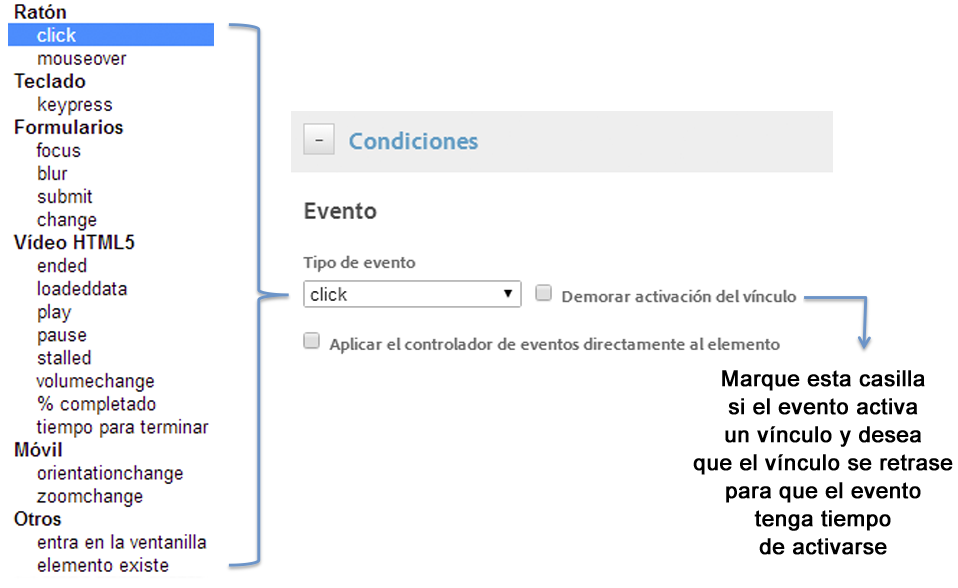 Ratón
click
mouseover
Teclado
keypress
Formularios
focus
blur
submit
change
Vídeo HTML5
ended
loadeddata
play
pause
stalled
volumechange
% completado
tiempo para terminar
Móvil
orientationchange
zoomchange
Otros
entra en la ventanilla
elemento existe
- Condiciones
Evento
Tipo de evento
click Demorar activación del vínculo
Aplicar el controlador de eventos directamente al elemento
Marque esta casilla
si el evento activa
un vínculo y desea
que el vínculo se retrase
para que el evento
tenga tiempo
de activarse